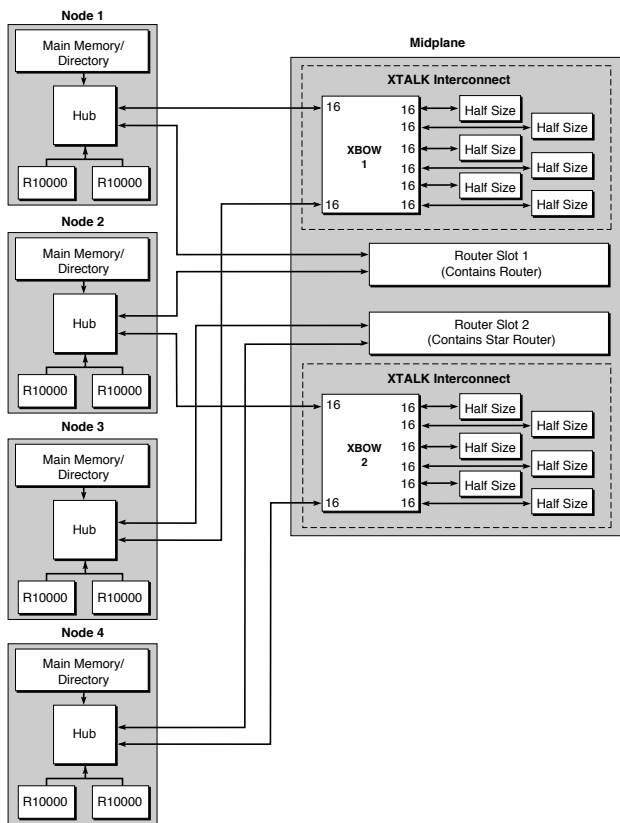 Node 1
Main Memory/
Directory
Hub
R10000 R10000
Node 2
Main Memory/
Directory
Hub
R10000 R10000
Node 3
Main Memory/
Directory
Hub
R10000 R10000
Node 4
Main Memory/
Directory
Hub
R10000 R10000
Midplane
XTALK Interconnect
16 16 Half Size
16 Half Size
XBOW
1
16 Half Size
16 Half Size
16 Half Size
16 16 Half Size
Router Slot 1
(Contains Router)
Router Slot 2
(Contains Star Router)
XTALK Interconnect
16 16 Half Size
16 Half Size
XBOW
2
16 Half Size
16 Half Size
16 Half Size
16 16 Half Size